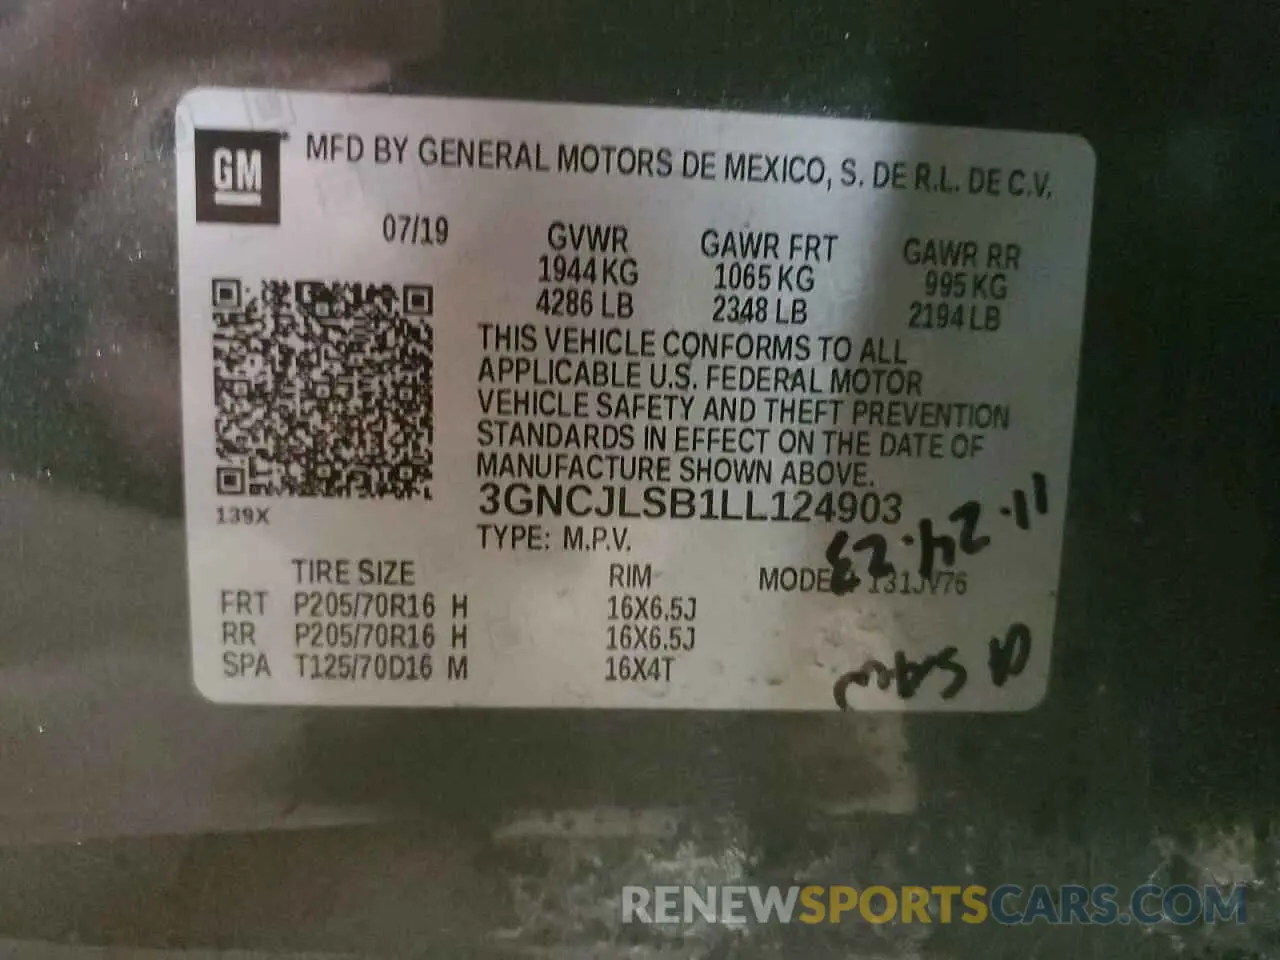 GM
MFD BY GENERAL MOTORS DE MEXICO, S. DE R.L. DE C.V.
07/19 GVWR GAWR FRT GAWR RR
1944 KG 1065 KG 995 KG
4286 LB 2348 LB 2194 LB
THIS VEHICLE CONFORMS TO ALL
APPLICABLE U.S. FEDERAL MOTOR
VEHICLE SAFETY AND THEFT PREVENTION
STANDARDS IN EFFECT ON THE DATE OF
MANUFACTURE SHOWN ABOVE.
3GNCJLSB1LL124903
139X
TYPE: M.P.V.
11.24.23
TIRE SIZE RIM 131JV76
FRT P205/70R16 H 16X6.5J
RR P205/70R16 H 16X6.5J
SPA T125/70D16 M 16X4T
RENEWSPORTSCARS.COM